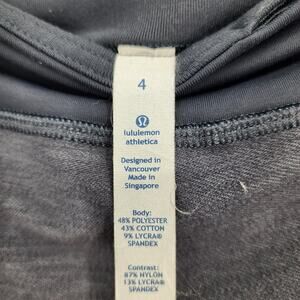 4
lululemon
athletica
Designed in
Vancouver
Made in
Singapore
Body:
48% POLYESTER
43% COTTON
9% LYCRA®
SPANDEX
Contrast:
87% NYLON
13% LYCRA®
SPANDEX